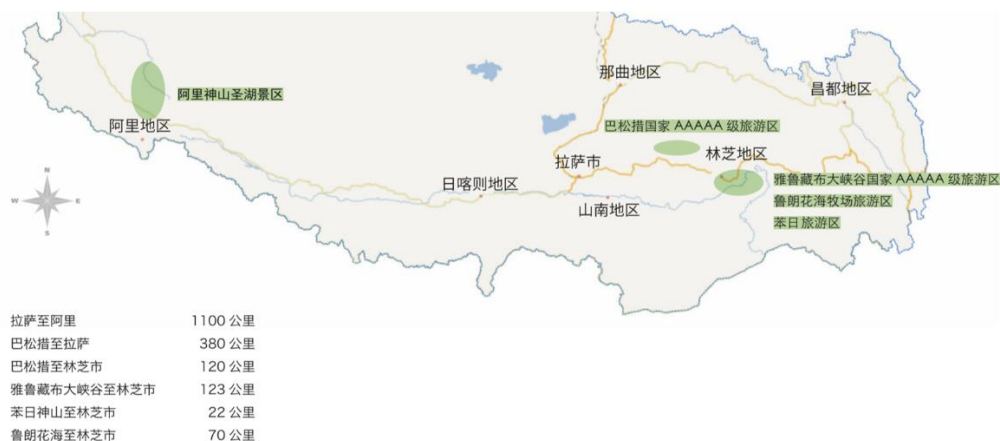 那曲地区
昌都地区
阿里神山圣湖景区
阿里地区
巴松措国家 AAAAA 级旅游区
拉萨市
林芝地区
日喀则地区
雅鲁藏布大峡谷国家 AAAAA 级旅游区
山南地区
鲁朗花海牧场旅游区
苯日旅游区
N
W E
S
拉萨至阿里 1100 公里
巴松措至拉萨 380 公里
巴松措至林芝市 120 公里
雅鲁藏布大峡谷至林芝市 123 公里
苯日神山至林芝市 22 公里
鲁朗花海至林芝市 70 公里